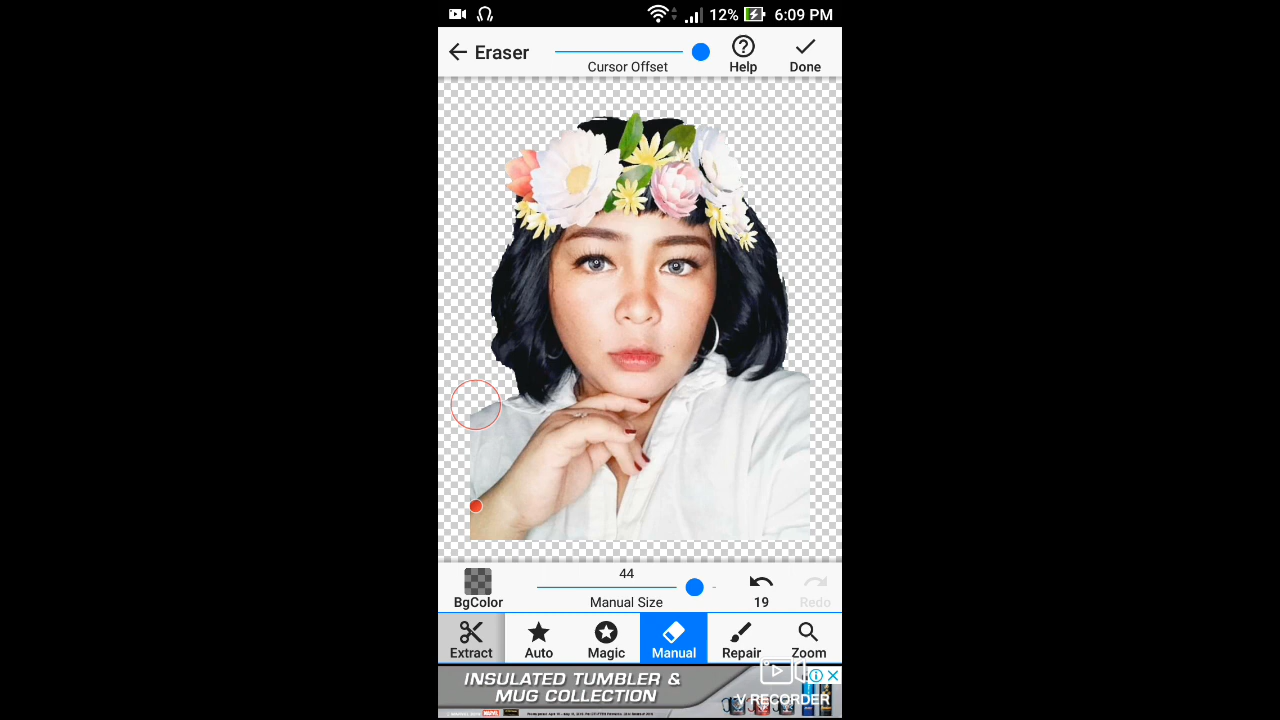 12% 6:09 PM
Eraser
Cursor Offset
Help
Done
44
BgColor
Manual Size
19
Redo
Extract
Auto
Magic
Manual
Repair
Zoom
INSULATED TUMBLER &
MUG COLLECTION
V RECORDER
MARVEL